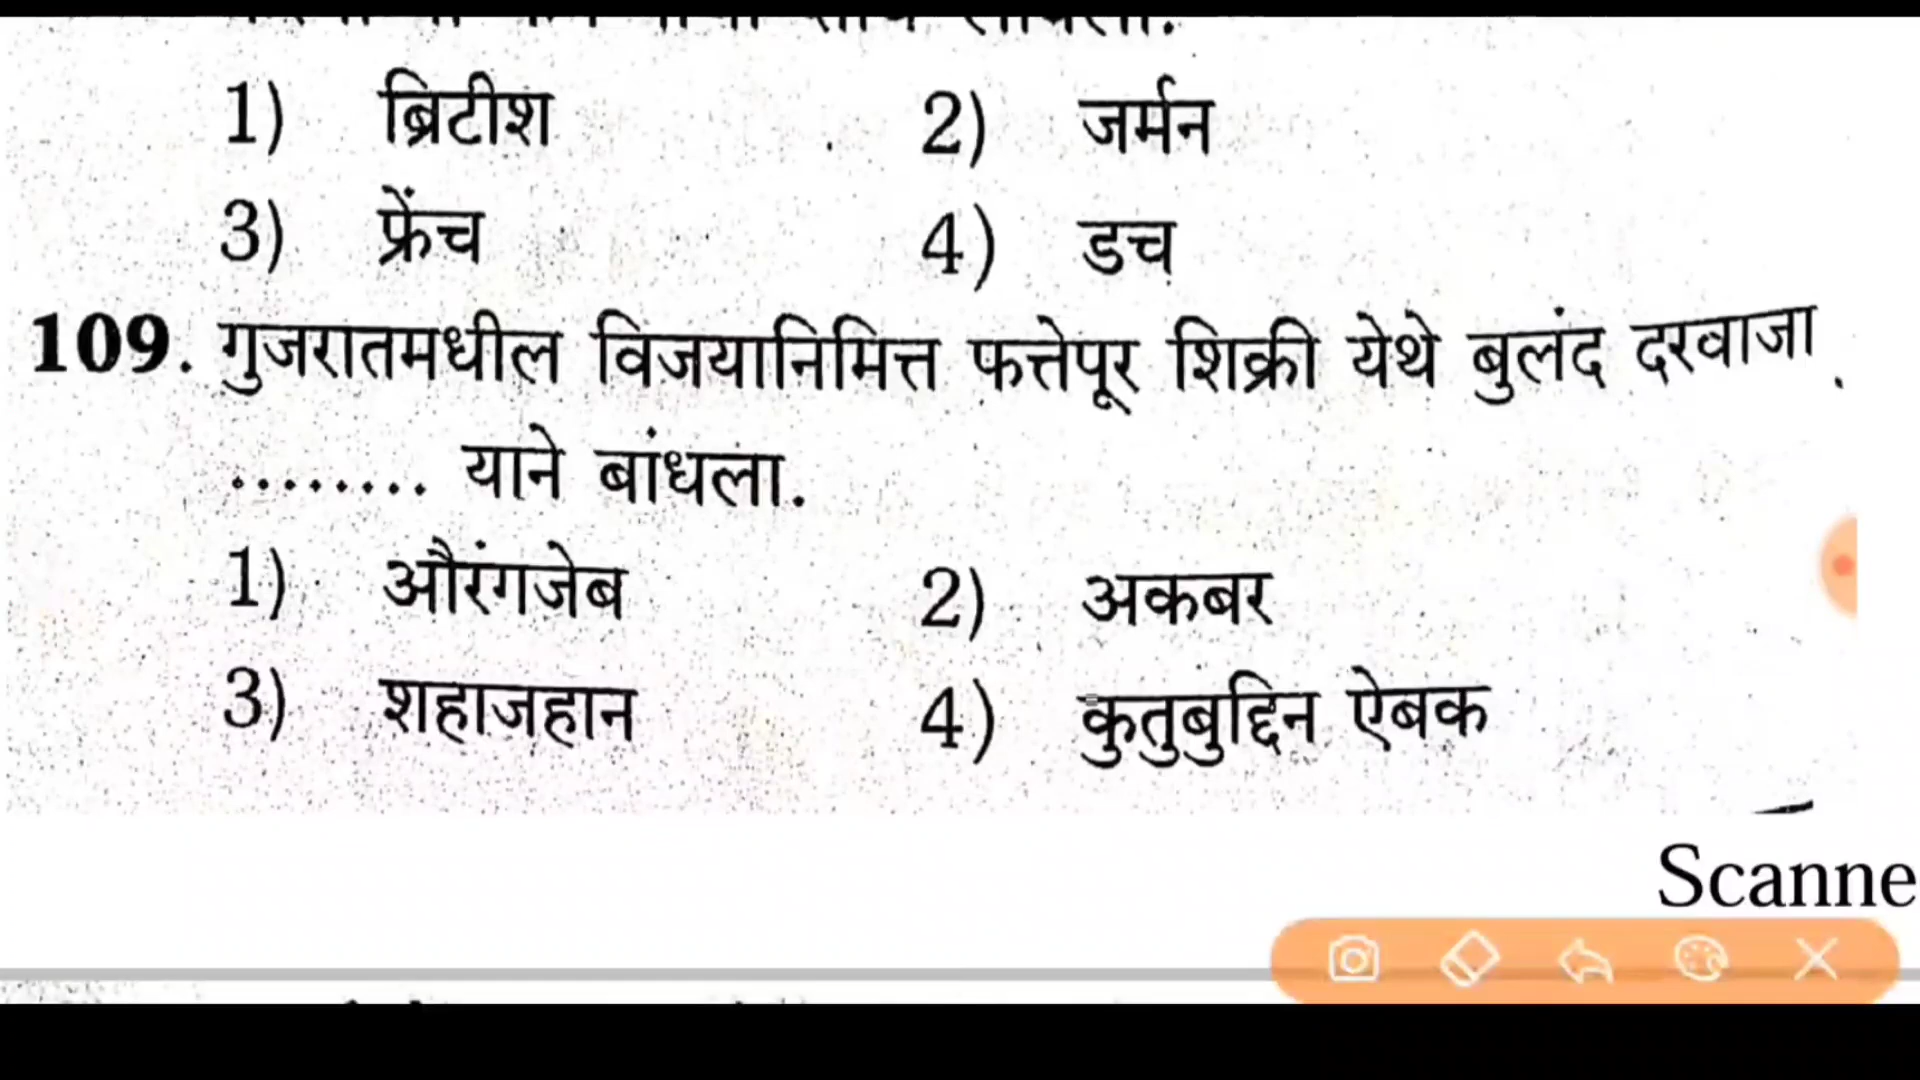 1) ब्रिटीश 2) जर्मन
3) फ्रेंच 4) डच
109. गुजरातमधील विजयानिमित्त फत्तेपूर शिक्री येथे बुलंद दरवाजा
........ याने बांधला.
1) औरंगजेब 2) अकबर
3) शहाजहान 4) कुतुबुद्दिन ऐबक
Scanne